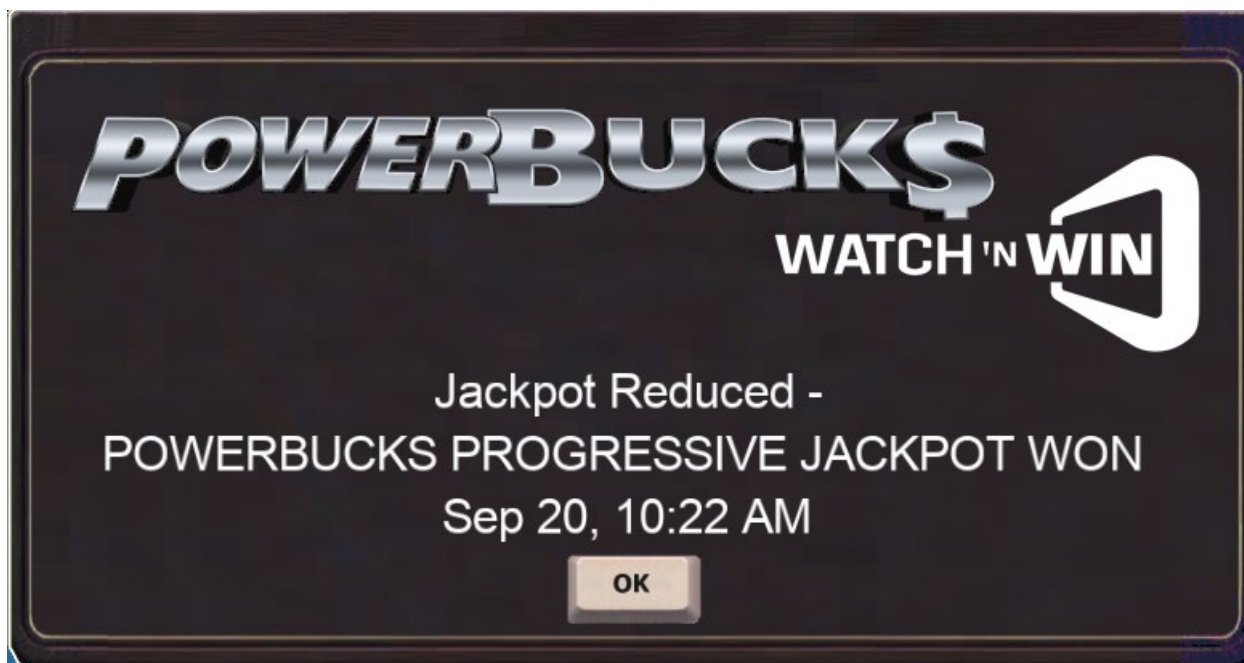 POWERBUCK$
WATCH 'N WIN
Jackpot Reduced -
POWERBUCKS PROGRESSIVE JACKPOT WON
Sep 20, 10:22 AM
OK